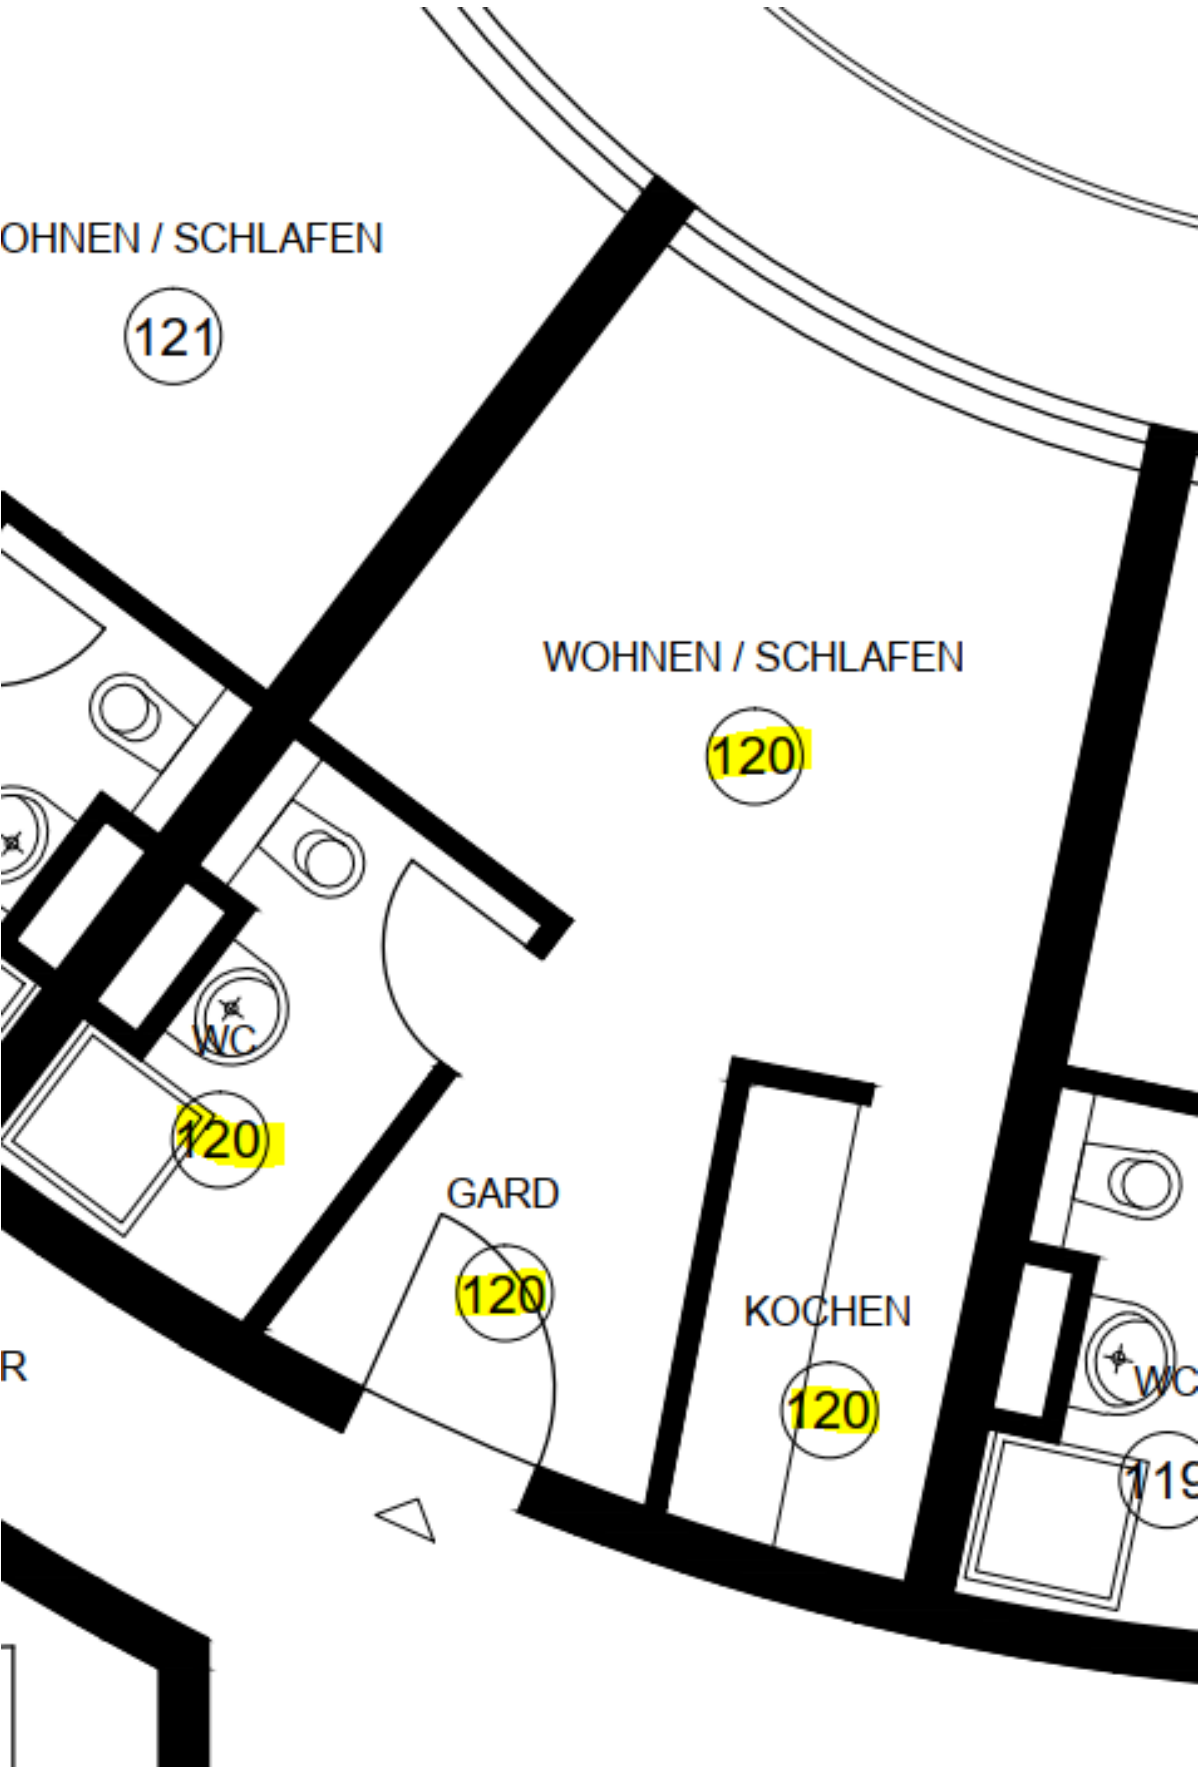 OHNEN / SCHLAFEN
121
WOHNEN / SCHLAFEN
120
WC
120
GARD
120
KOCHEN
120
R
WC
119